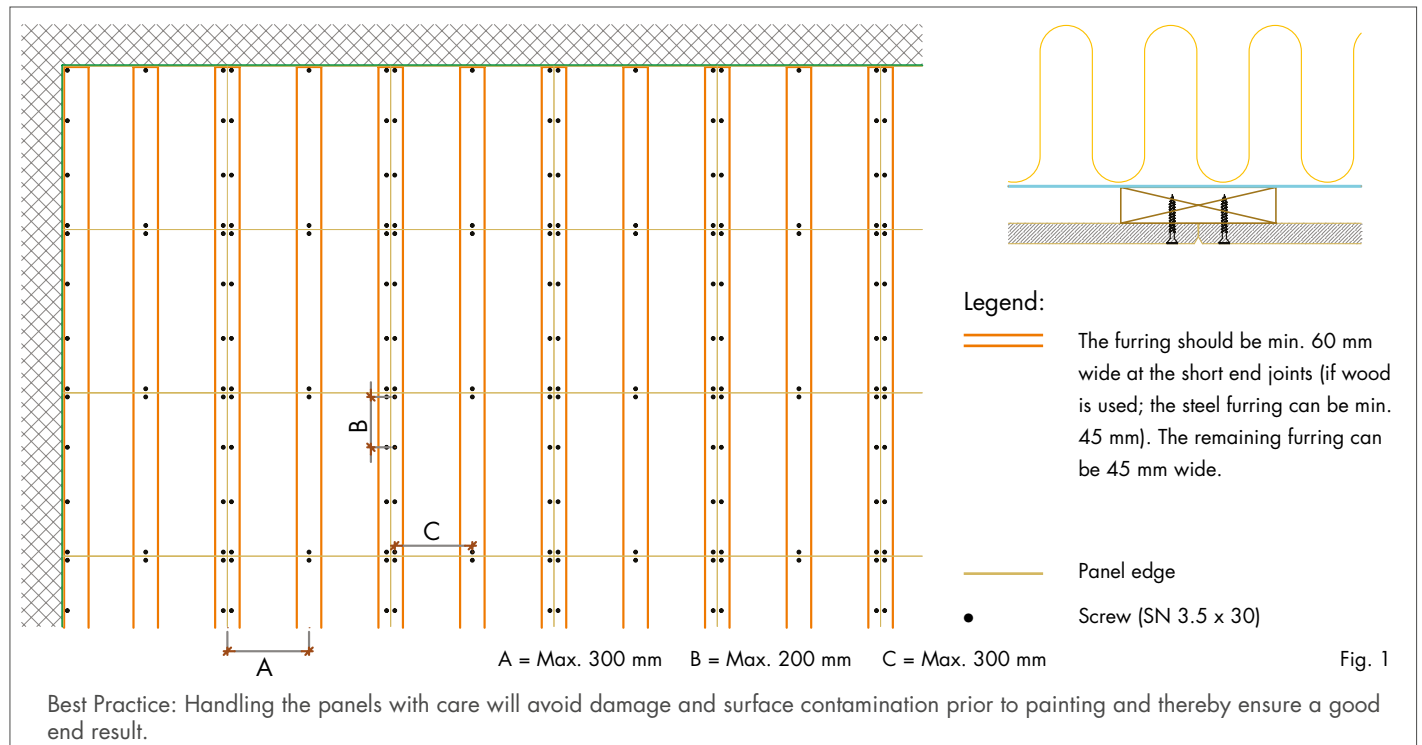 B
C
A
A = Max. 300 mm B = Max. 200 mm C = Max. 300 mm
Legend:
The furring should be min. 60 mm
wide at the short end joints (if wood
is used; the steel furring can be min.
45 mm). The remaining furring can
be 45 mm wide.
Panel edge
Screw (SN 3.5 x 30)
Fig. 1
Best Practice: Handling the panels with care will avoid damage and surface contamination prior to painting and thereby ensure a good
end result.